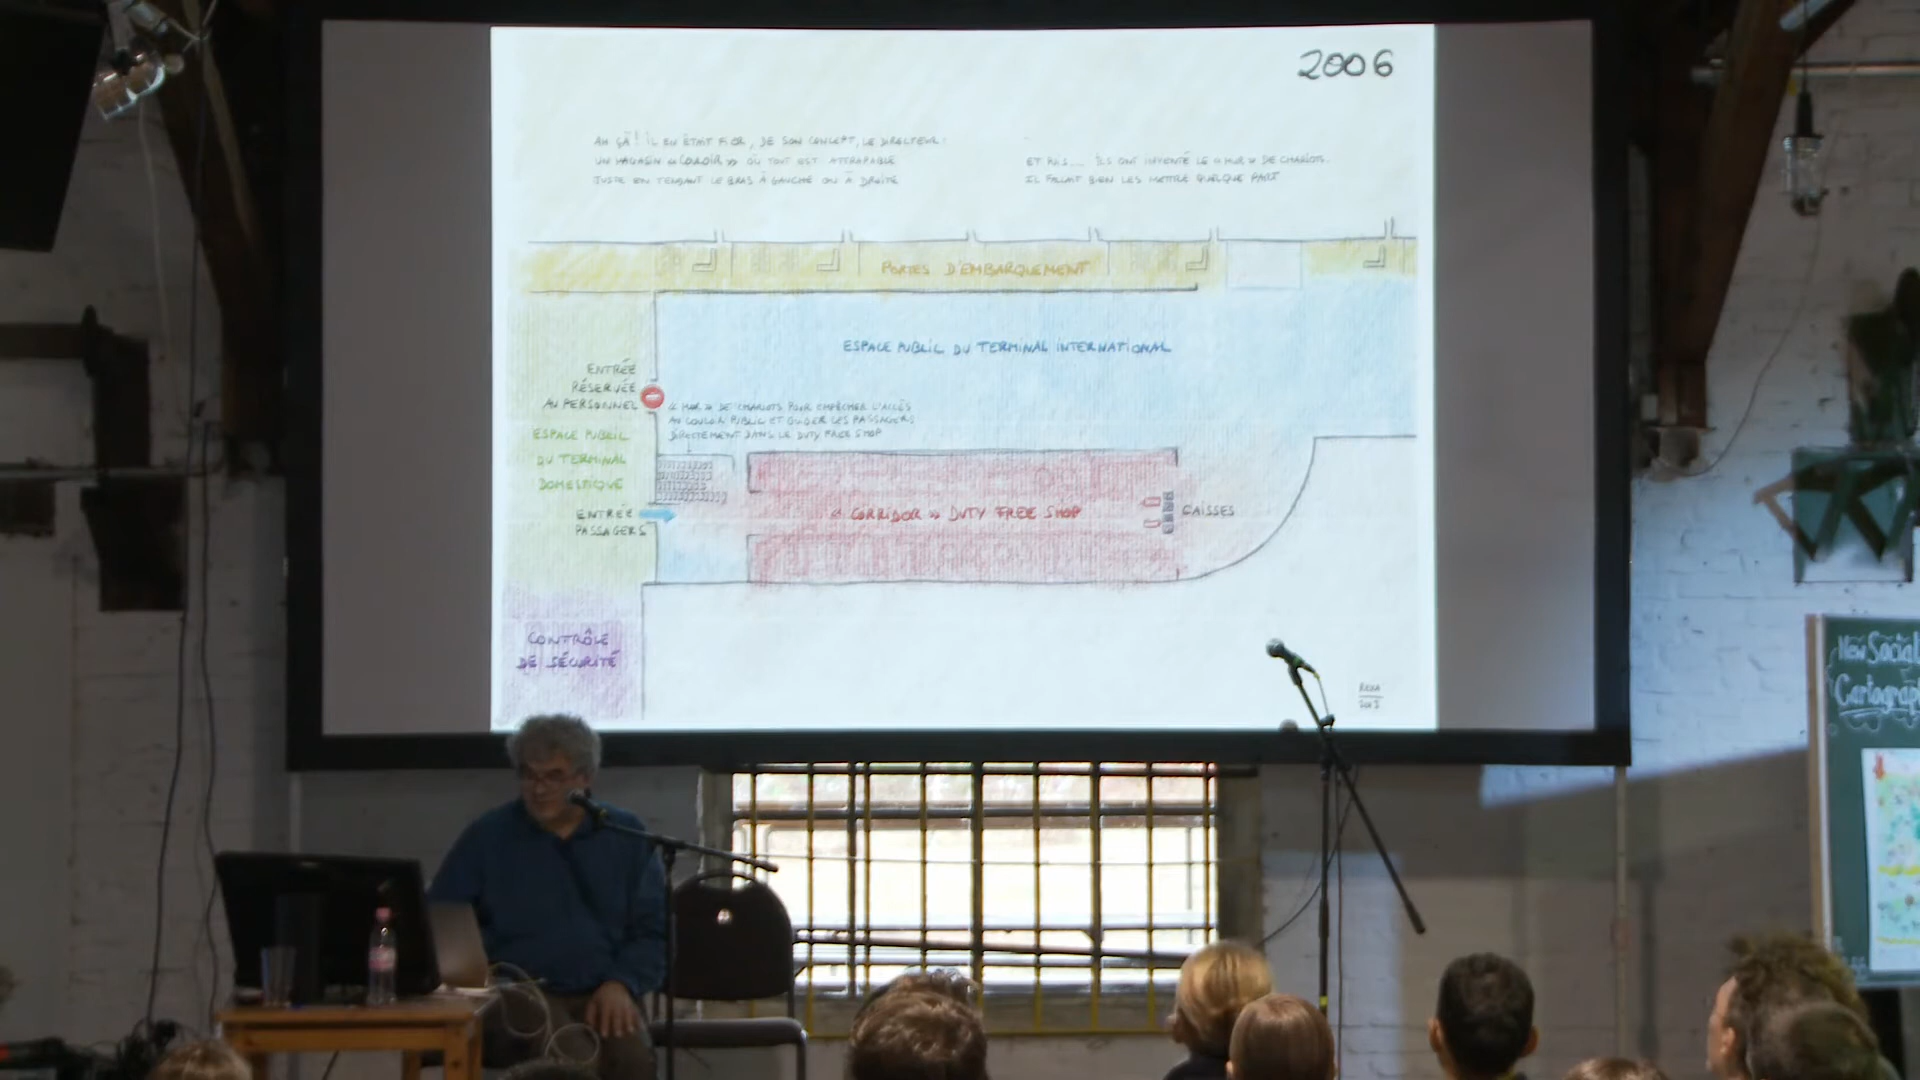 2006
AH ÇÀ ! IL EN ÉTAIT FIER, DE SON CONCEPT, LE DIRECTEUR :
UN MAGASIN « COULOIR » OÙ TOUT EST ATTRAPABLE
JUSTE EN TENDANT LE BRAS À GAUCHE OU À DROITE
ET PUIS... ILS ONT INVENTÉ LE « MUR » DE CHARIOTS.
IL FALLAIT BIEN LES METTRE QUELQUE PART
PORTES D'EMBARQUEMENT
ESPACE PUBLIC DU TERMINAL INTERNATIONAL
ENTRÉE
RÉSERVÉE
AU PERSONNEL
« MUR » DE CHARIOTS POUR EMPÊCHER L'ACCÈS
AU COULOIR PUBLIC ET GUIDER LES PASSAGERS
DIRECTEMENT DANS LE DUTY FREE SHOP
ESPACE PUBLIC
DU TERMINAL
DOMESTIQUE
ENTRÉE
PASSAGERS
« CORRIDOR » DUTY FREE SHOP
CAISSES
CONTRÔLE
DE SÉCURITÉ
New Social
Cartograp